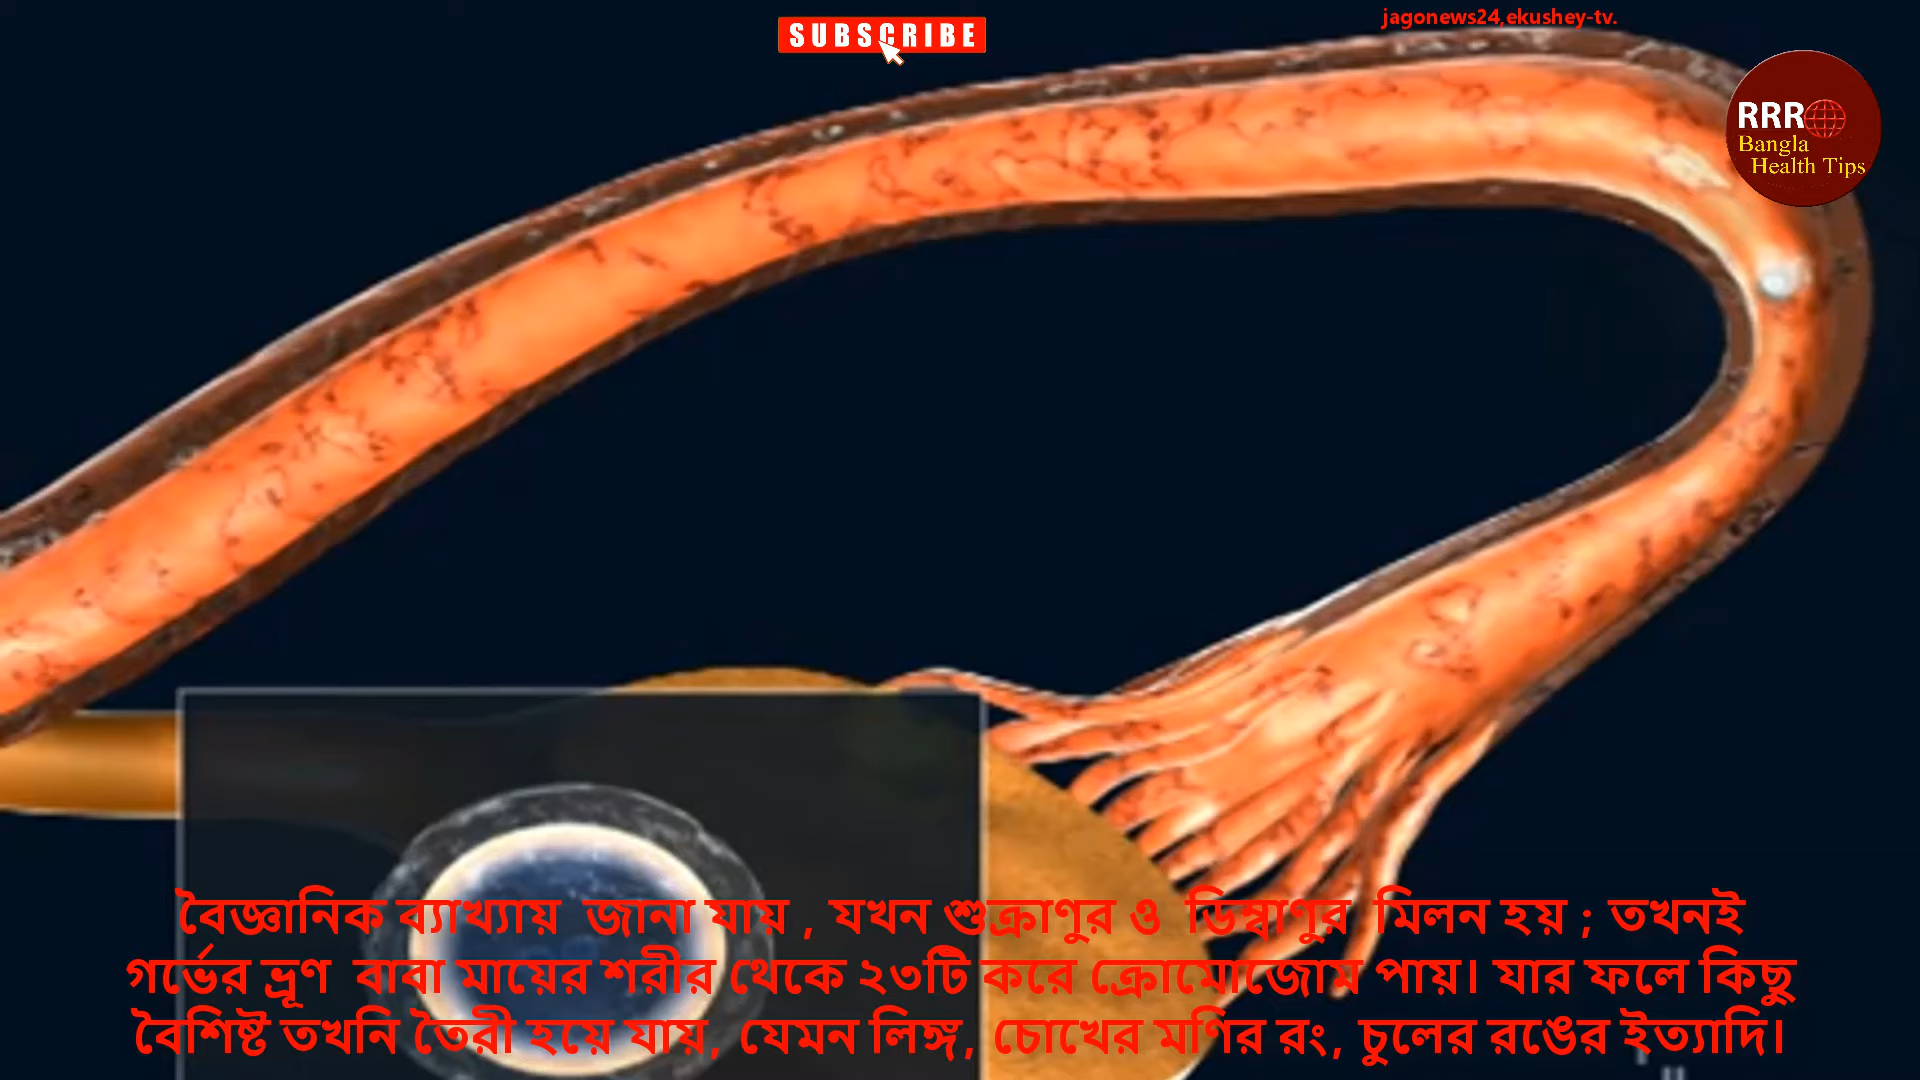 SUBSCRIBE
jagonews24,ekushey-tv.
RRR
Bangla
Health Tips
বৈজ্ঞানিক ব্যাখ্যায় জানা যায় , যখন শুক্রাণুর ও ডিম্বাণুর মিলন হয় ; তখনই
গর্ভের ভ্রূণ বাবা মায়ের শরীর থেকে ২৩টি করে ক্রোমোজোম পায়। যার ফলে কিছু
বৈশিষ্ট তখনি তৈরী হয়ে যায়, যেমন লিঙ্গ, চোখের মণির রং, চুলের রঙের ইত্যাদি।